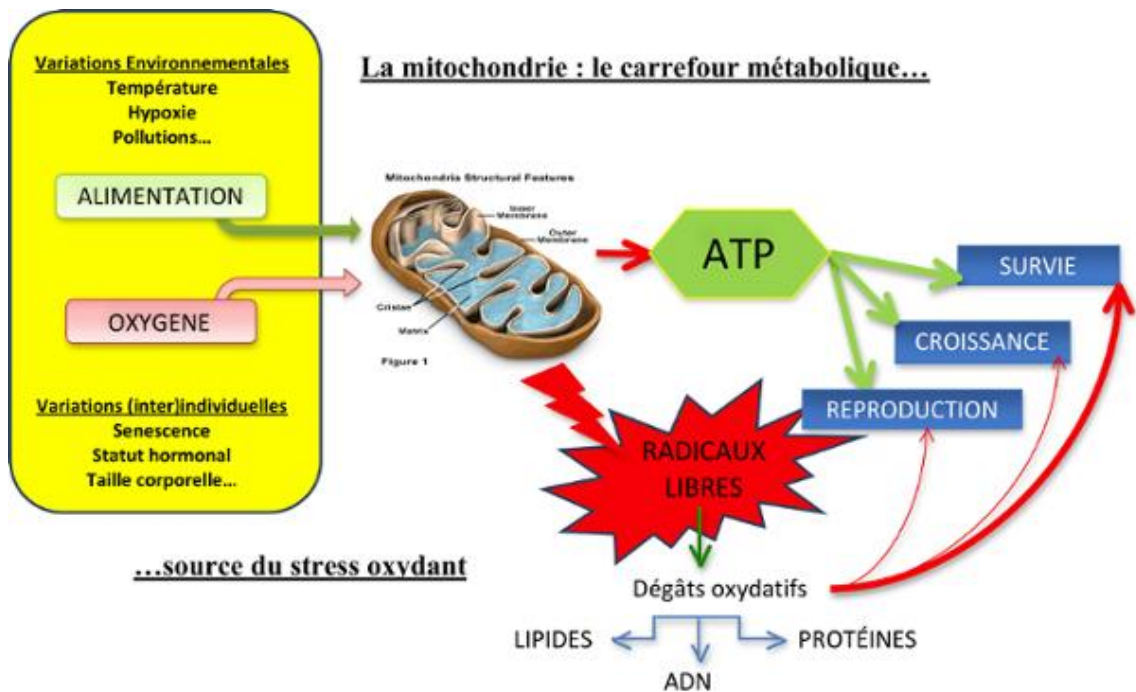 Variations Environnementales
Température
Hypoxie
Pollutions...
La mitochondrie : le carrefour métabolique...
ALIMENTATION
OXYGENE
Variations (inter)individuelles
Senescence
Statut hormonal
Taille corporelle...
Mitochondria Structural Features
Inner
Membrane
Outer
Membrane
Cristae
Matrix
Figure 1
ATP
SURVIE
CROISSANCE
REPRODUCTION
RADICAUX
LIBRES
...source du stress oxydant
Dégâts oxydatifs
LIPIDES
PROTÉINES
ADN